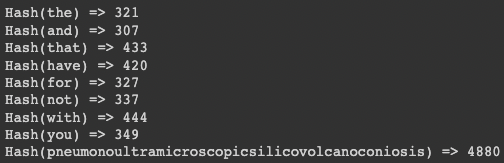 Hash(the) => 321
Hash(and) => 307
Hash(that) => 433
Hash(have) => 420
Hash(for) => 327
Hash(not) => 337
Hash(with) => 444
Hash(you) => 349
Hash(pneumonoultramicroscopicsilicovolcanoconiosis) => 4880